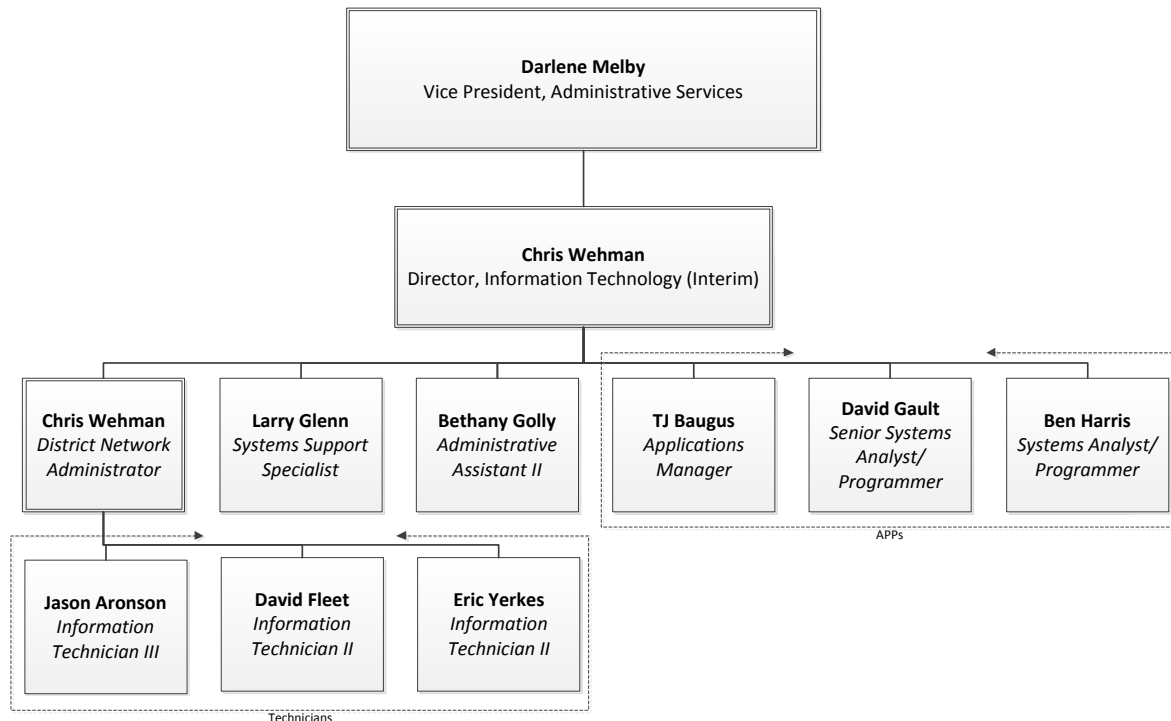 Darlene Melby
Vice President, Administrative Services
Chris Wehman
Director, Information Technology (Interim)
Chris Wehman
District Network
Administrator
Larry Glenn
Systems Support
Specialist
Bethany Golly
Administrative
Assistant II
TJ Baugus
Applications
Manager
David Gault
Senior Systems
Analyst/
Programmer
Ben Harris
Systems Analyst/
Programmer
APPs
Jason Aronson
Information
Technician III
David Fleet
Information
Technician II
Eric Yerkes
Information
Technician II
Technicians